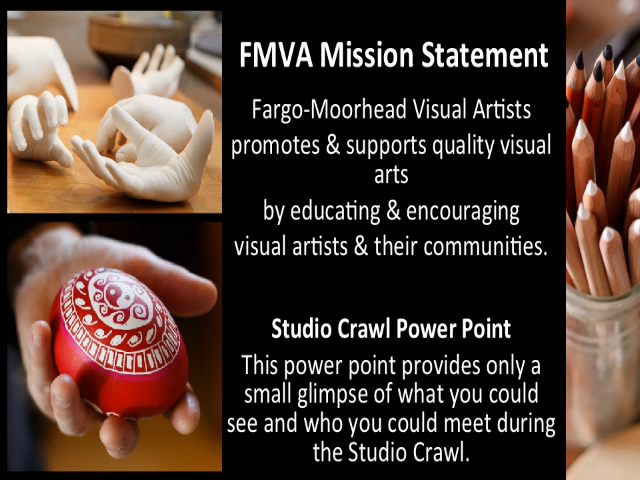 FMVA Mission Statement
Fargo-Moorhead Visual Artists
promotes & supports quality visual
arts
by educating & encouraging
visual artists & their communities.
Studio Crawl Power Point
This power point provides only a
small glimpse of what you could
see and who you could meet during
the Studio Crawl.